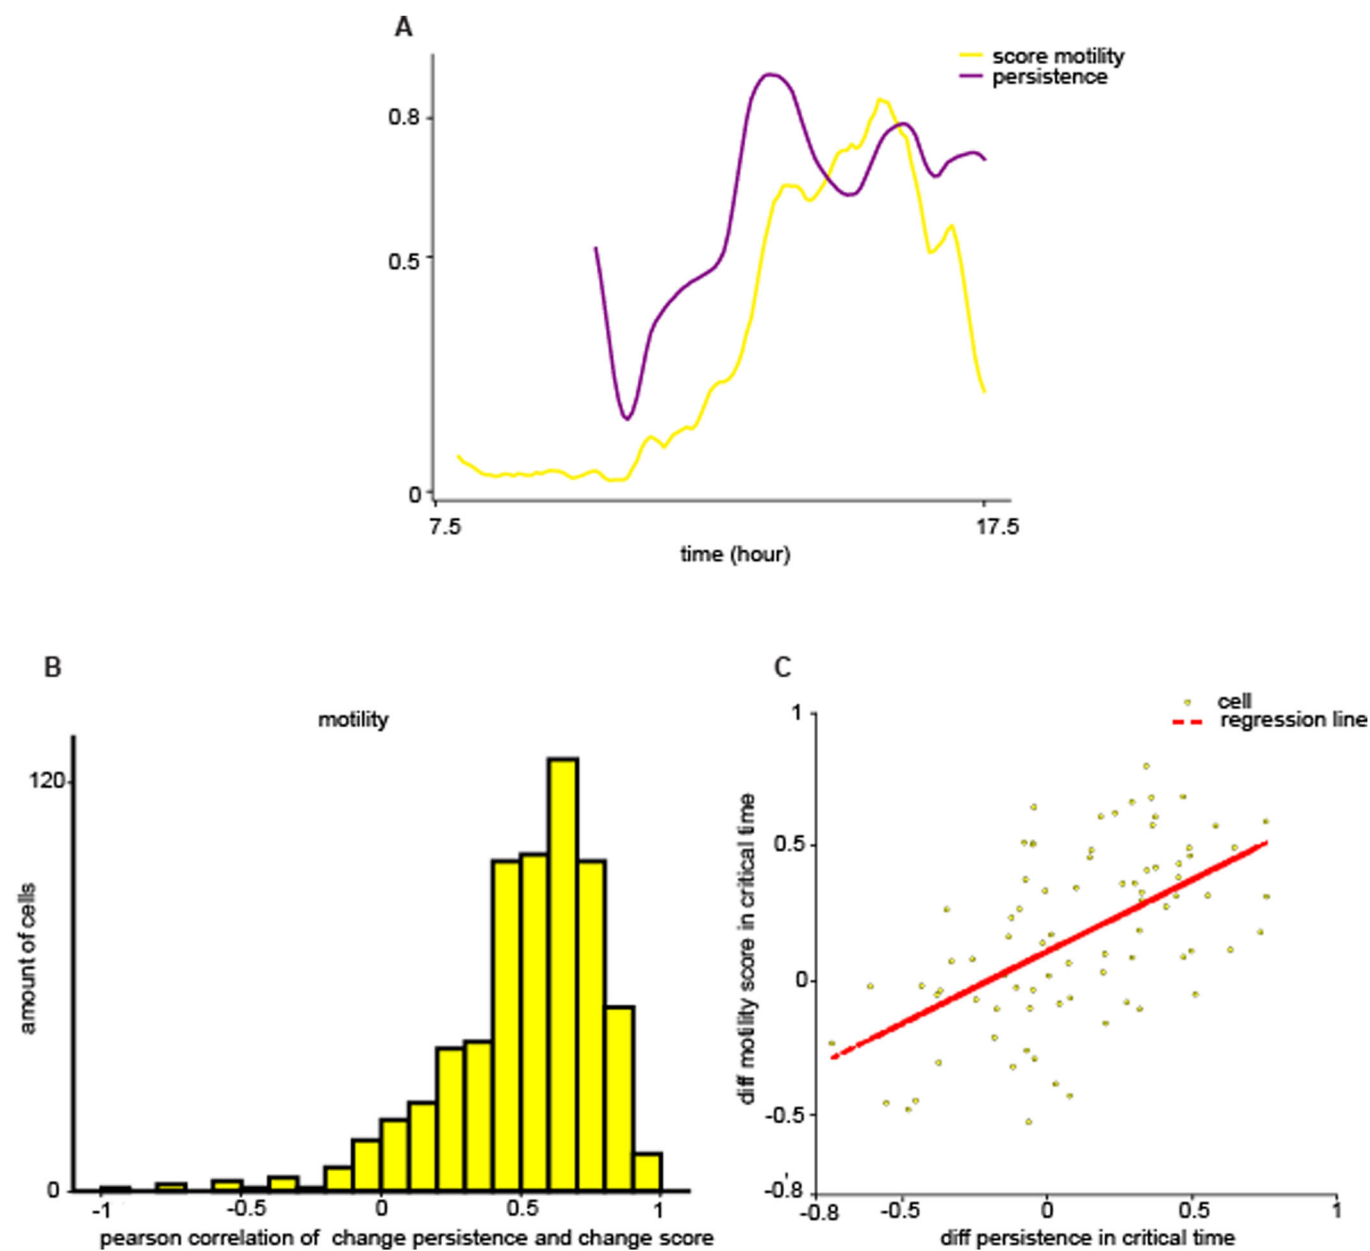 A
score motility
persistence
0.8
0.5
0
7.5
17.5
time (hour)
B
motility
120
0
amount of cells
-1
-0.5
0
0.5
1
pearson correlation of change persistence and change score
C
cell
regression line
1
0.5
0
-0.5
-0.8
diff motility score in critical time
-0.8
-0.5
0
0.5
1
diff persistence in critical time